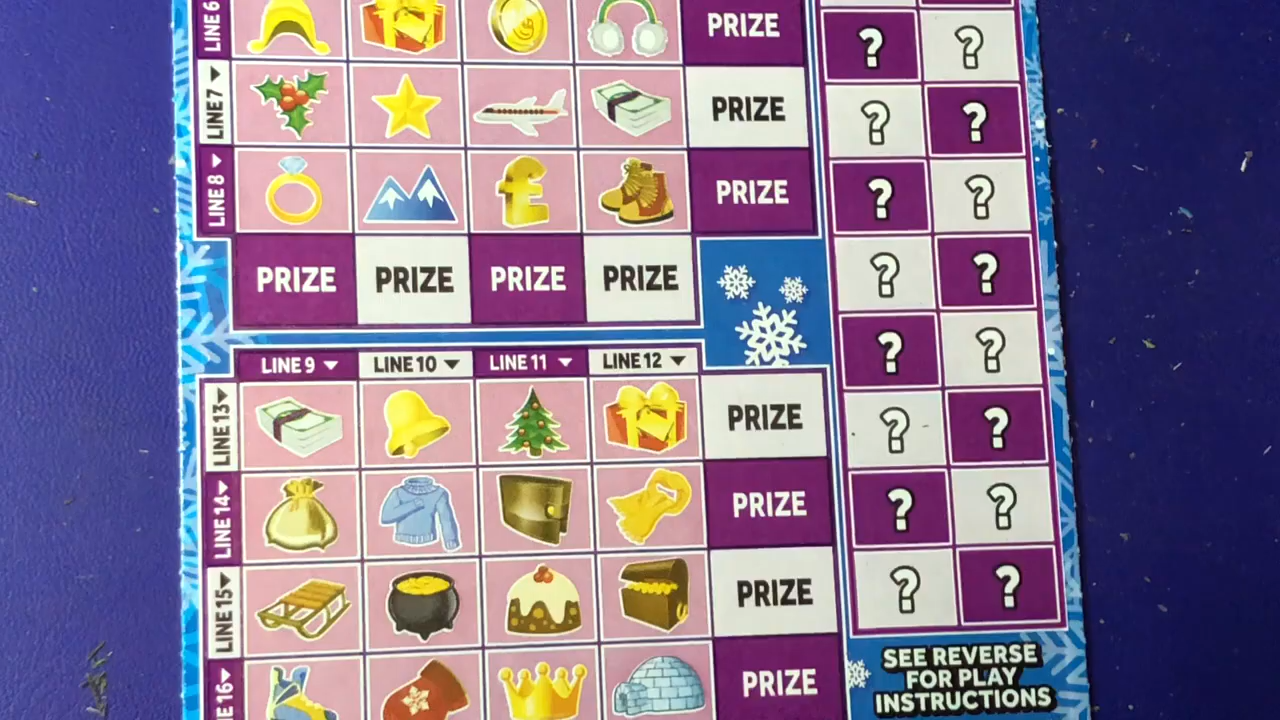 LINE 6 PRIZE ? ?
LINE 7 PRIZE ? ?
LINE 8 £ PRIZE ? ?
PRIZE PRIZE PRIZE PRIZE ? ?
LINE 9 LINE 10 LINE 11 LINE 12 ? ?
LINE 13 PRIZE ? ?
LINE 14 PRIZE ? ?
LINE 15 PRIZE ? ?
16 PRIZE
SEE REVERSE
FOR PLAY
INSTRUCTIONS